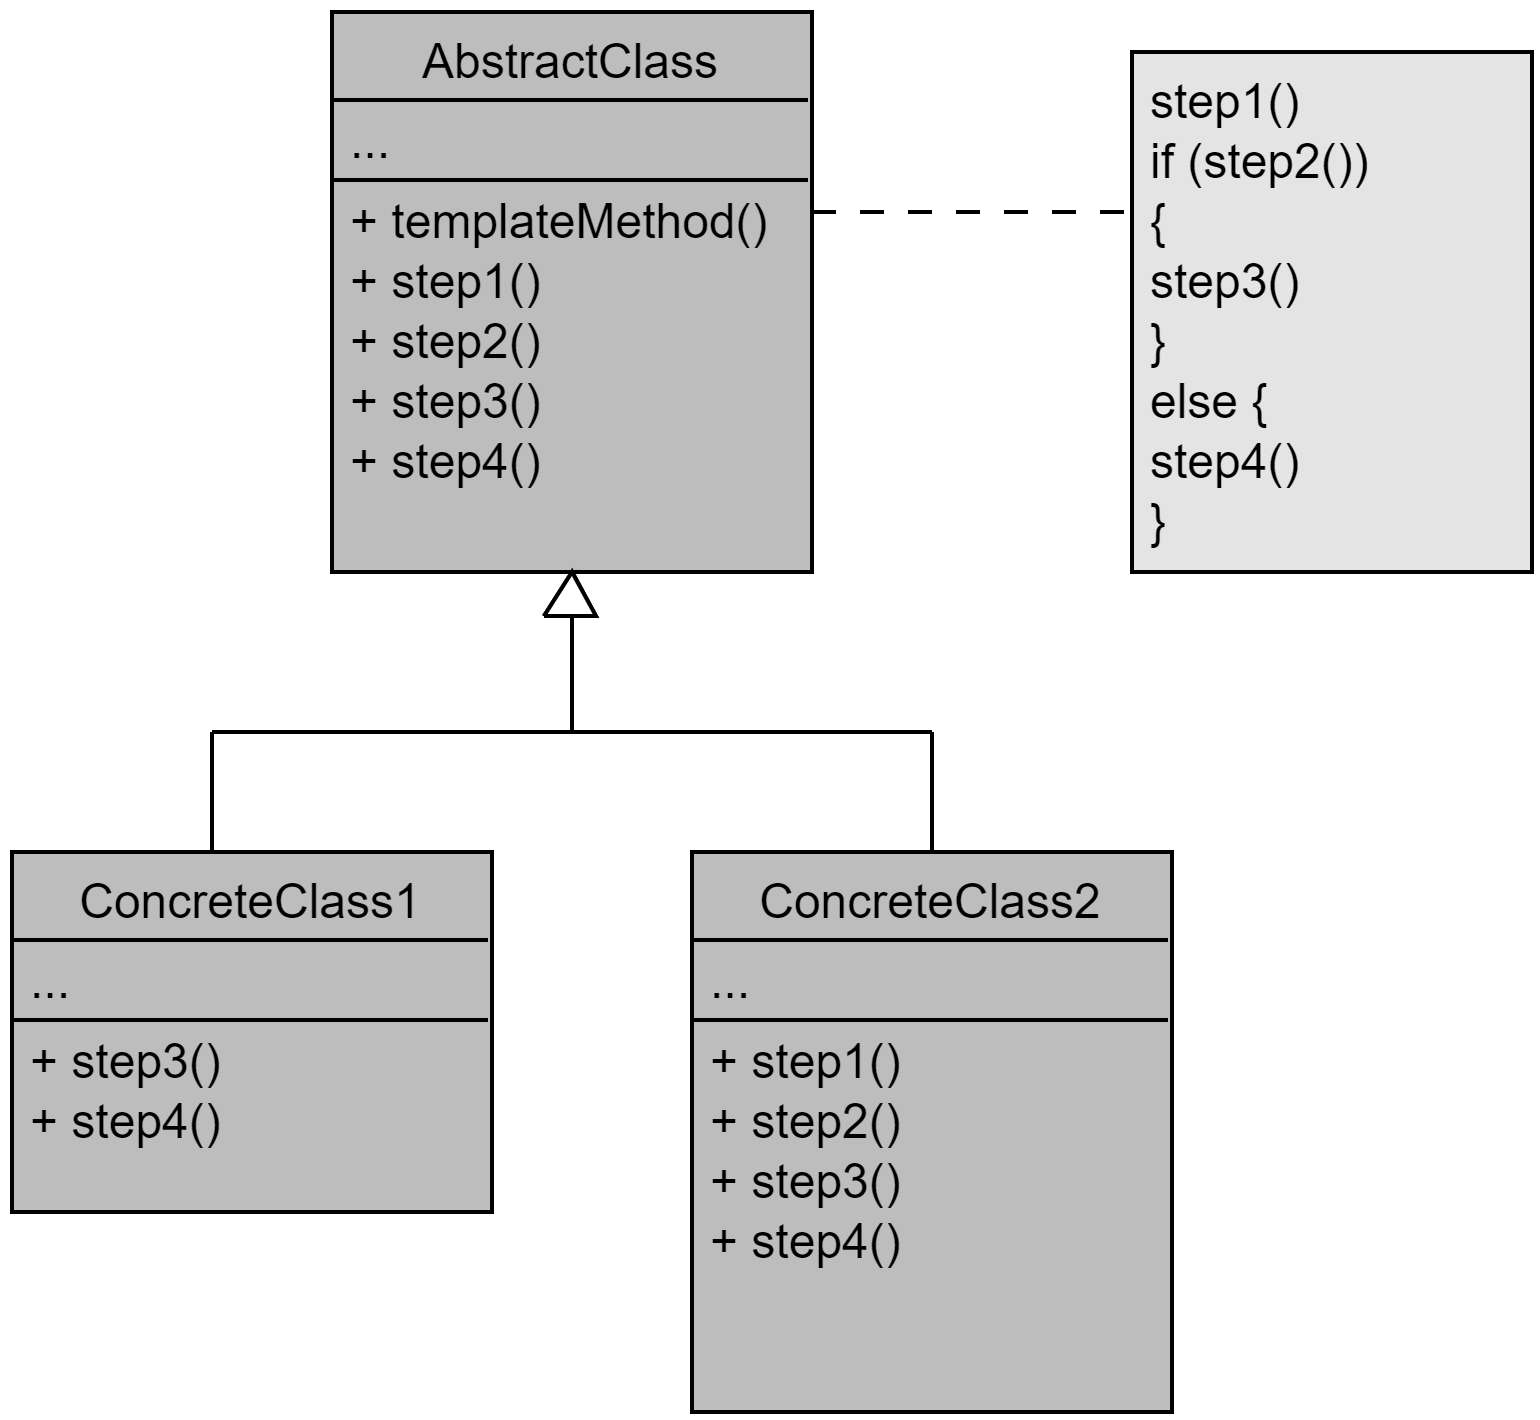 AbstractClass
...
+ templateMethod()
+ step1()
+ step2()
+ step3()
+ step4()
step1()
if (step2())
{
step3()
}
else {
step4()
}
ConcreteClass1
...
+ step3()
+ step4()
ConcreteClass2
...
+ step1()
+ step2()
+ step3()
+ step4()